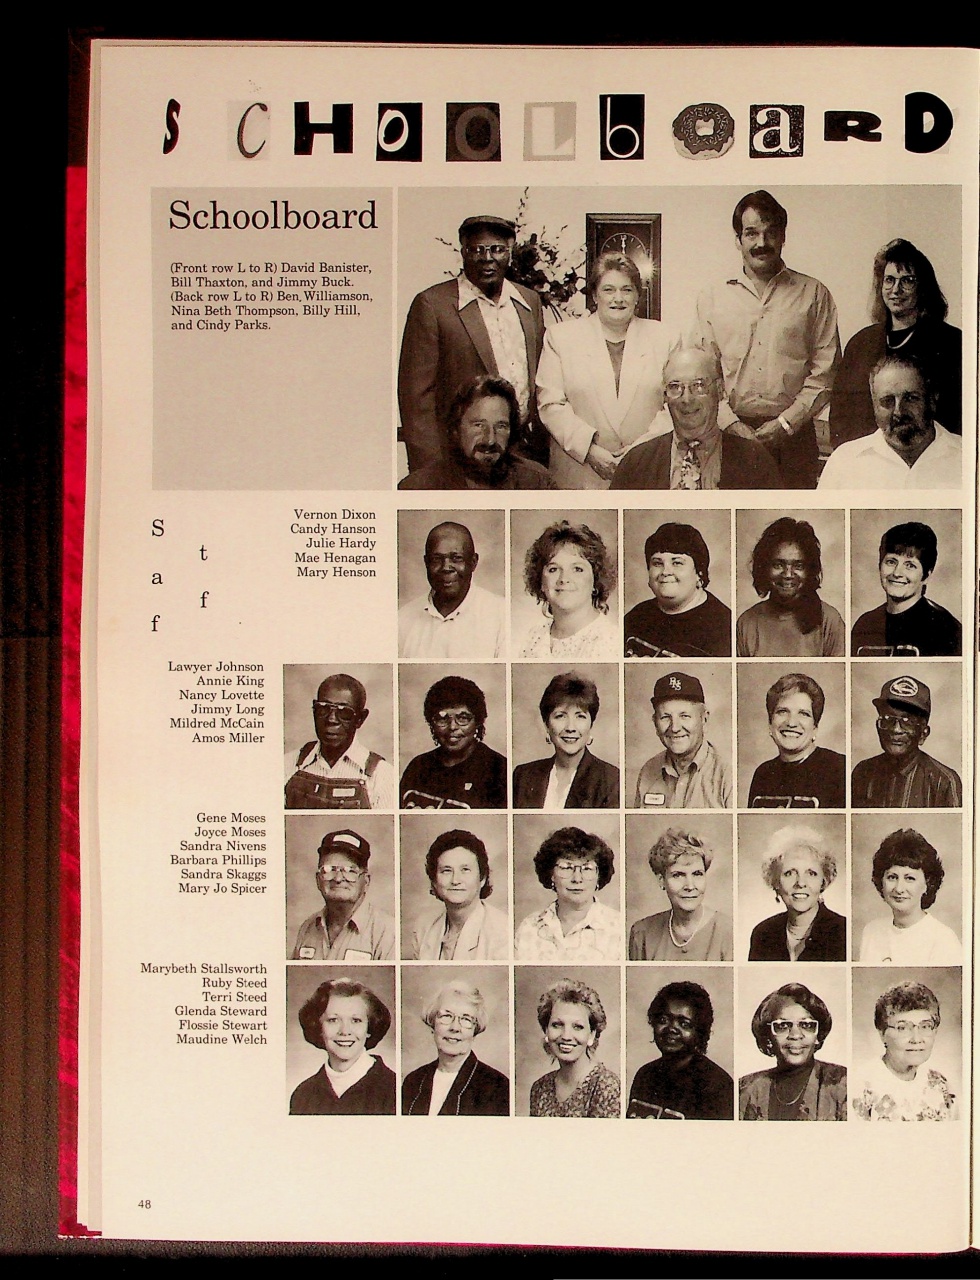 SCHOOLboaRD
Schoolboard
(Front row L to R) David Banister,
Bill Thaxton, and Jimmy Buck.
(Back row L to R) Ben Williamson,
Nina Beth Thompson, Billy Hill,
and Cindy Parks.
Staff
Vernon Dixon
Candy Hanson
Julie Hardy
Mae Henagan
Mary Henson
Lawyer Johnson
Annie King
Nancy Lovette
Jimmy Long
Mildred McCain
Amos Miller
Gene Moses
Joyce Moses
Sandra Nivens
Barbara Phillips
Sandra Skaggs
Mary Jo Spicer
Marybeth Stallsworth
Ruby Steed
Terri Steed
Glenda Steward
Flossie Stewart
Maudine Welch
48